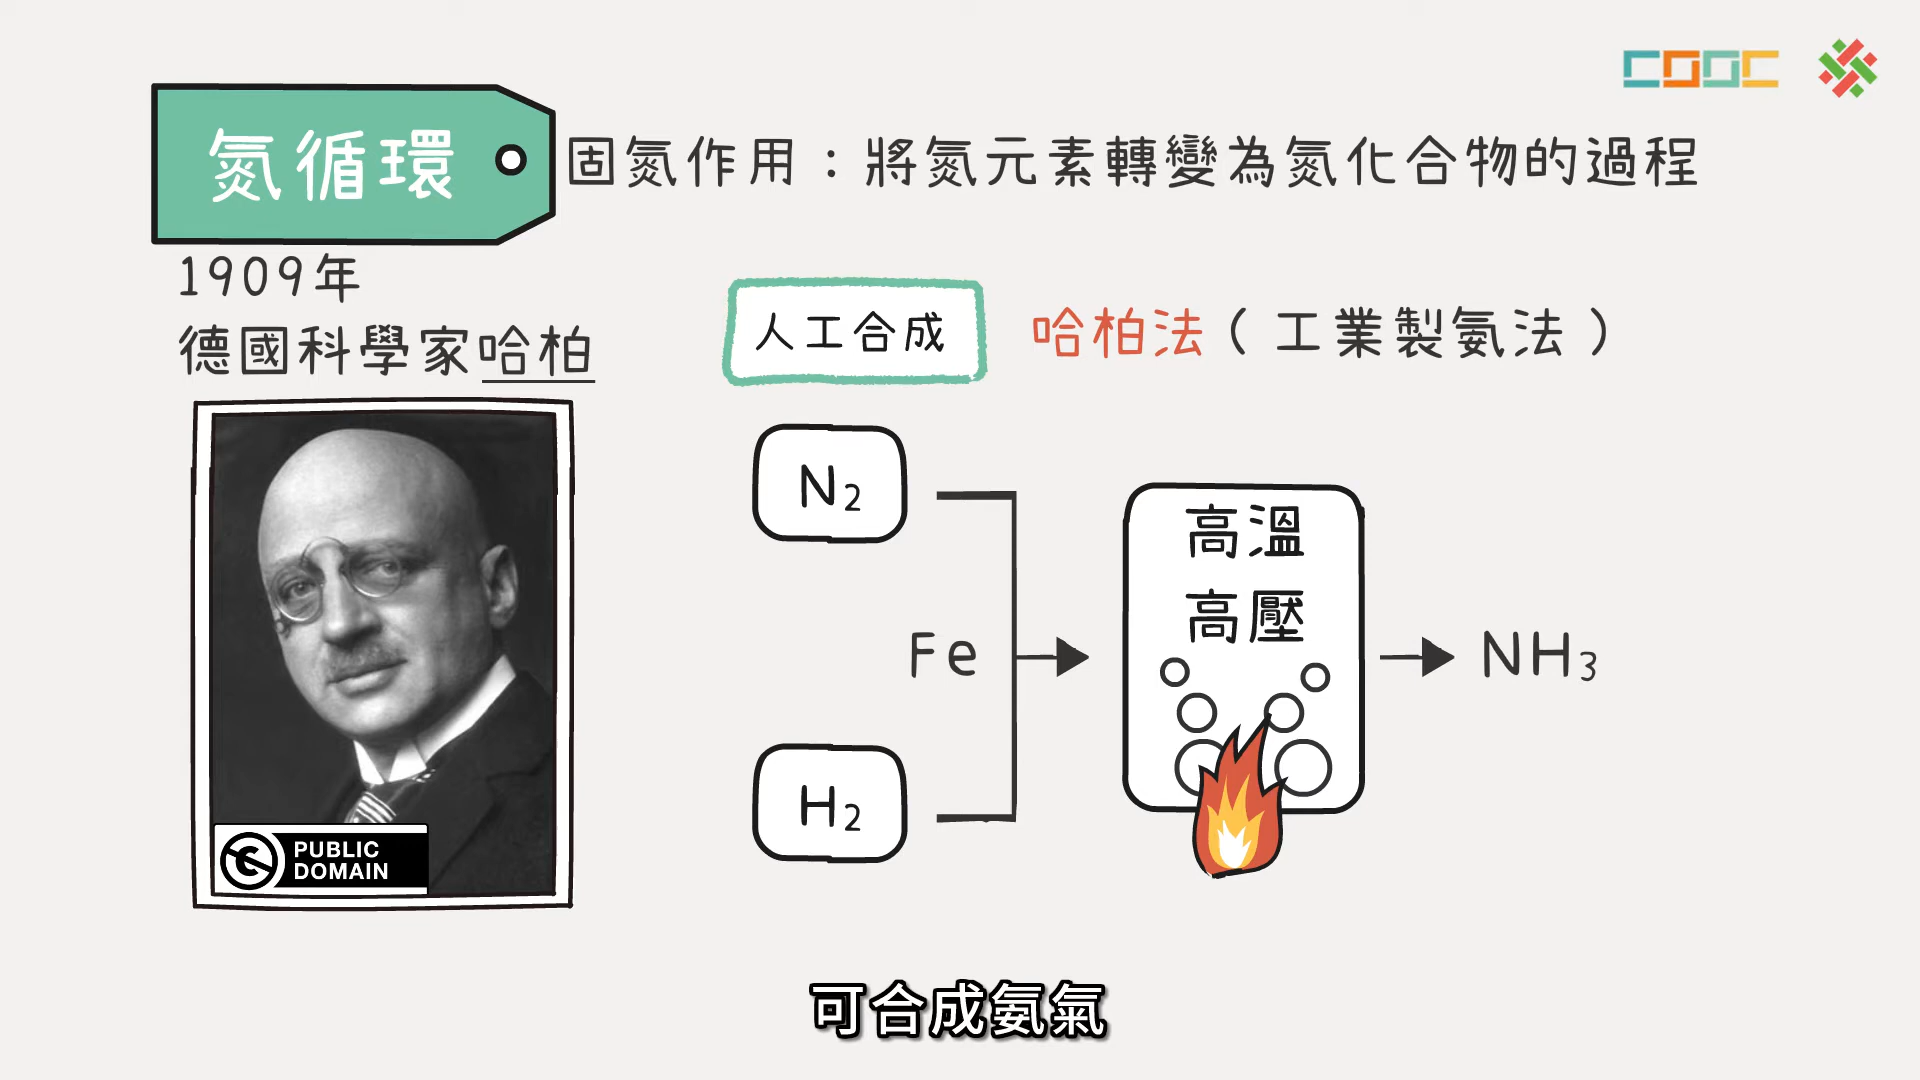 COOC
氮循環
固氮作用：將氮元素轉變為氮化合物的過程
1909年
德國科學家哈柏
人工合成
哈柏法（工業製氨法）
N₂
Fe
H₂
高溫
高壓
NH₃
PUBLIC
DOMAIN
可合成氨氣